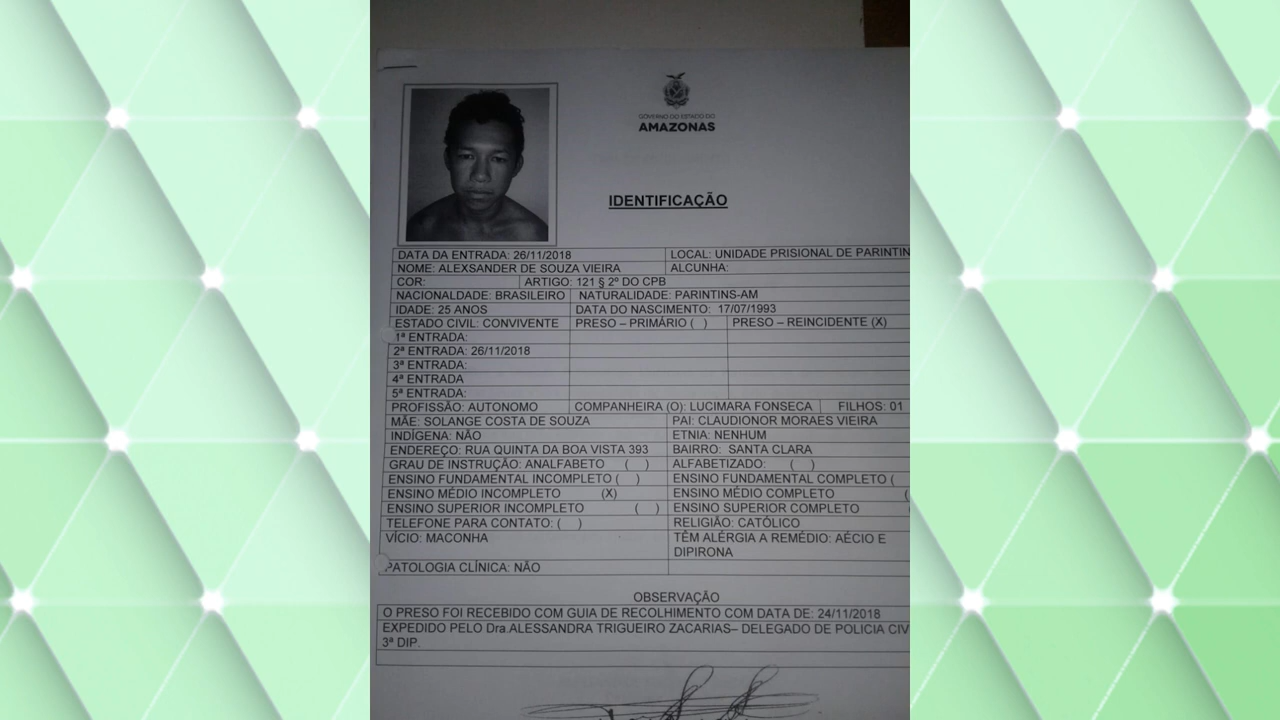 GOVERNO DO ESTADO DO
AMAZONAS
IDENTIFICAÇÃO
DATA DA ENTRADA: 26/11/2018 LOCAL: UNIDADE PRISIONAL DE PARINTIN
NOME: ALEXSANDER DE SOUZA VIEIRA ALCUNHA:
COR: ARTIGO: 121 § 2º DO CPB
NACIONALDADE: BRASILEIRO NATURALIDADE: PARINTINS-AM
IDADE: 25 ANOS DATA DO NASCIMENTO: 17/07/1993
ESTADO CIVIL: CONVIVENTE PRESO – PRIMÁRIO ( ) PRESO – REINCIDENTE (X)
1ª ENTRADA:
2ª ENTRADA: 26/11/2018
3ª ENTRADA:
4ª ENTRADA
5ª ENTRADA:
PROFISSÃO: AUTONOMO COMPANHEIRA (O): LUCIMARA FONSECA FILHOS: 01
MÃE: SOLANGE COSTA DE SOUZA PAI: CLAUDIONOR MORAES VIEIRA
INDÍGENA: NÃO ETNIA: NENHUM
ENDEREÇO: RUA QUINTA DA BOA VISTA 393 BAIRRO: SANTA CLARA
GRAU DE INSTRUÇÃO: ANALFABETO ( ) ALFABETIZADO: ( )
ENSINO FUNDAMENTAL INCOMPLETO ( ) ENSINO FUNDAMENTAL COMPLETO (
ENSINO MÉDIO INCOMPLETO (X) ENSINO MÉDIO COMPLETO (
ENSINO SUPERIOR INCOMPLETO ( ) ENSINO SUPERIOR COMPLETO
TELEFONE PARA CONTATO: ( ) RELIGIÃO: CATÓLICO
VÍCIO: MACONHA TÊM ALÉRGIA A REMÉDIO: AÉCIO E
DIPIRONA
PATOLOGIA CLÍNICA: NÃO
OBSERVAÇÃO
O PRESO FOI RECEBIDO COM GUIA DE RECOLHIMENTO COM DATA DE: 24/11/2018
EXPEDIDO PELO Dra ALESSANDRA TRIGUEIRO ZACARIAS– DELEGADO DE POLICIA CIV
3ª DIP.